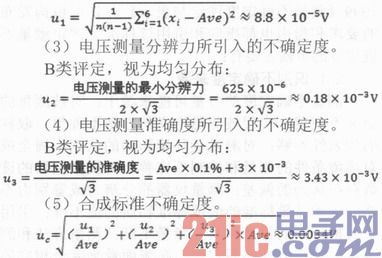 u₁ = √(1/(n(n-1)) ∑⁶ᵢ₌₁(xᵢ − Ave)²) ≈ 8.8 × 10⁻⁵V
(3) 电压测量分辨力所引入的不确定度。
B类评定，视为均匀分布：
u₂ = 电压测量的最小分辨力/(2 × √3) = 625 × 10⁻⁶/(2 × √3) ≈ 0.18 × 10⁻³V
(4) 电压测量准确度所引入的不确定度。
B类评定，视为均匀分布：
u₃ = 电压测量的准确度/√3 = (Ave × 0.1% + 3 × 10⁻³)/√3 ≈ 3.43 × 10⁻³V
(5) 合成标准不确定度。
u_c = √((u₁/Ave)² + (u₂/Ave)² + (u₃/Ave)²) × Ave ≈ 0.0034V
21ic电子网